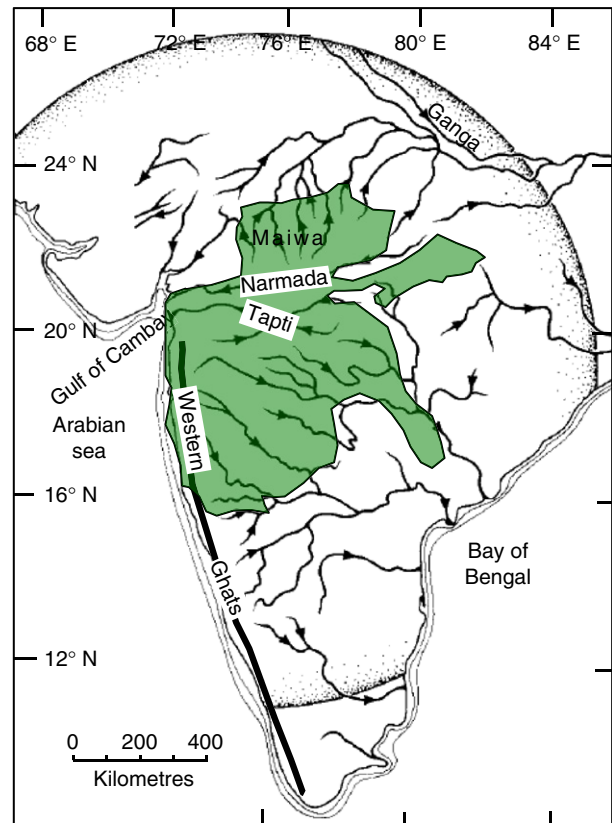 68° E
72° E
76° E
80° E
84° E
Ganga
24° N
Maiwa
Narmada
Tapti
20° N
Gulf of Camba
Western
Arabian
sea
16° N
Bay of
Bengal
Ghats
12° N
0 200 400
Kilometres